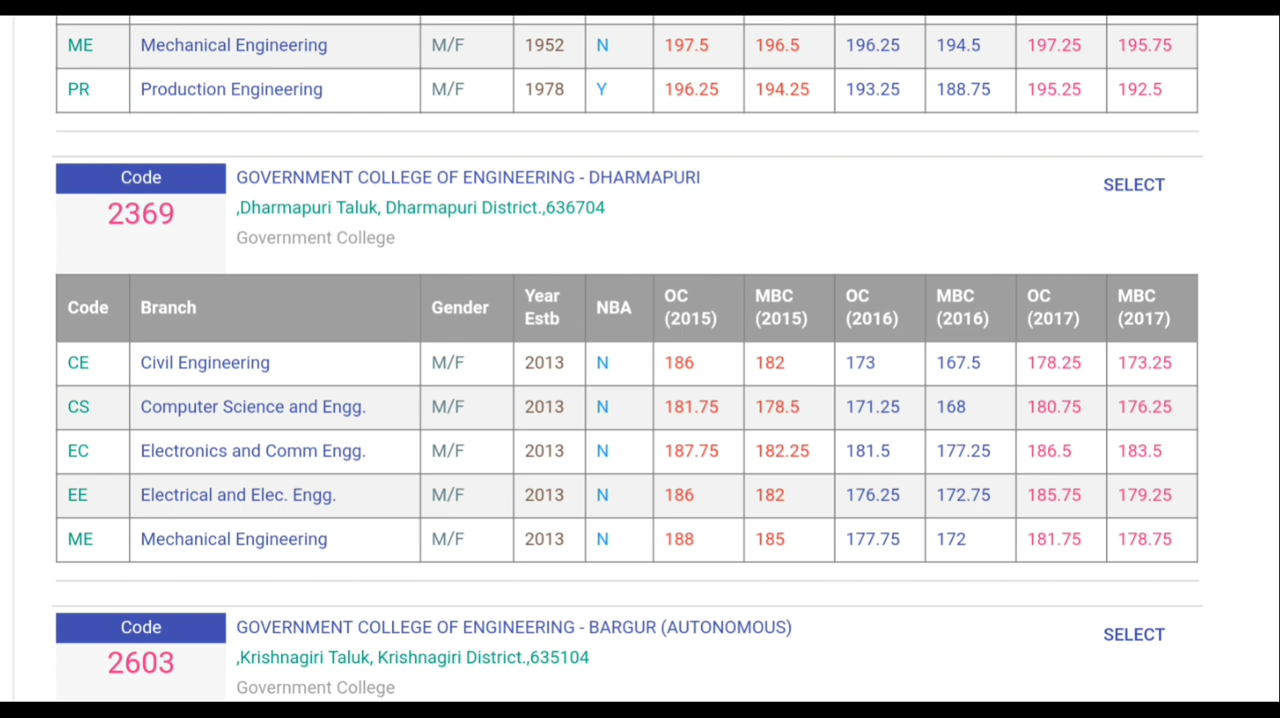 ME Mechanical Engineering M/F 1952 N 197.5 196.5 196.25 194.5 197.25 195.75
PR Production Engineering M/F 1978 Y 196.25 194.25 193.25 188.75 195.25 192.5
Code GOVERNMENT COLLEGE OF ENGINEERING - DHARMAPURI SELECT
2369 ,Dharmapuri Taluk, Dharmapuri District.,636704
Government College
Code Branch Gender Year Estb NBA OC (2015) MBC (2015) OC (2016) MBC (2016) OC (2017) MBC (2017)
CE Civil Engineering M/F 2013 N 186 182 173 167.5 178.25 173.25
CS Computer Science and Engg. M/F 2013 N 181.75 178.5 171.25 168 180.75 176.25
EC Electronics and Comm Engg. M/F 2013 N 187.75 182.25 181.5 177.25 186.5 183.5
EE Electrical and Elec. Engg. M/F 2013 N 186 182 176.25 172.75 185.75 179.25
ME Mechanical Engineering M/F 2013 N 188 185 177.75 172 181.75 178.75
Code GOVERNMENT COLLEGE OF ENGINEERING - BARGUR (AUTONOMOUS) SELECT
2603 ,Krishnagiri Taluk, Krishnagiri District.,635104
Government College